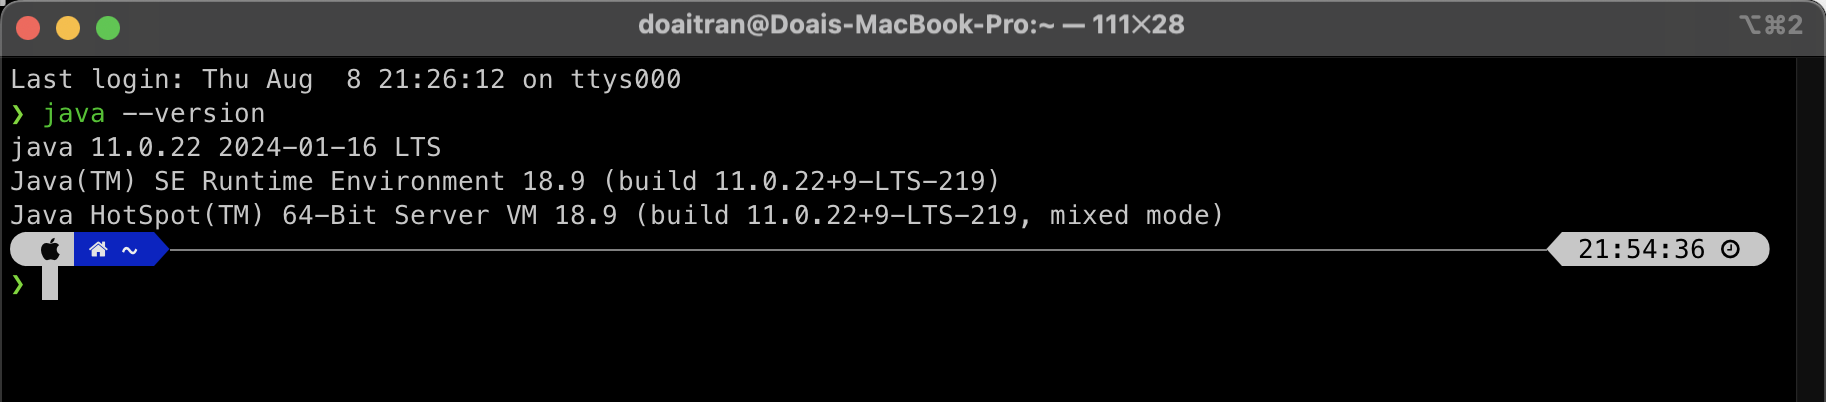 doaitran@Doais-MacBook-Pro:~ — 111×28
⌥⌘2
Last login: Thu Aug  8 21:26:12 on ttys000
❯ java --version
java 11.0.22 2024-01-16 LTS
Java(TM) SE Runtime Environment 18.9 (build 11.0.22+9-LTS-219)
Java HotSpot(TM) 64-Bit Server VM 18.9 (build 11.0.22+9-LTS-219, mixed mode)
~ 21:54:36
❯